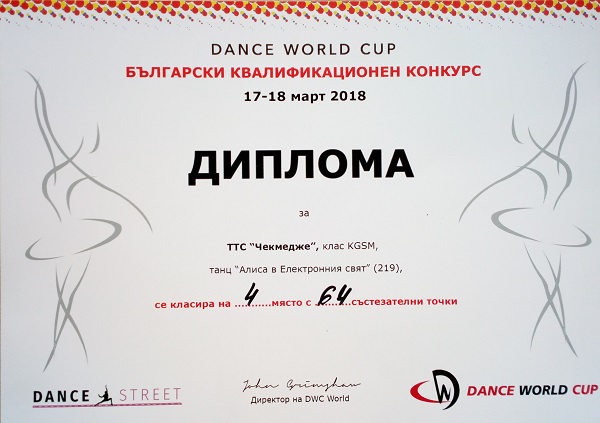 DANCE WORLD CUP
БЪЛГАРСКИ КВАЛИФИКАЦИОНЕН КОНКУРС
17-18 март 2018
ДИПЛОМА
за
ТТС “Чекмедже”, клас KGSM,
танц “Алиса в Електронния свят” (219),
се класира на ....4.......място с ..64.......състезателни точки
John Grimshaw
Директор на DWC World
DANCE STREET
DW DANCE WORLD CUP